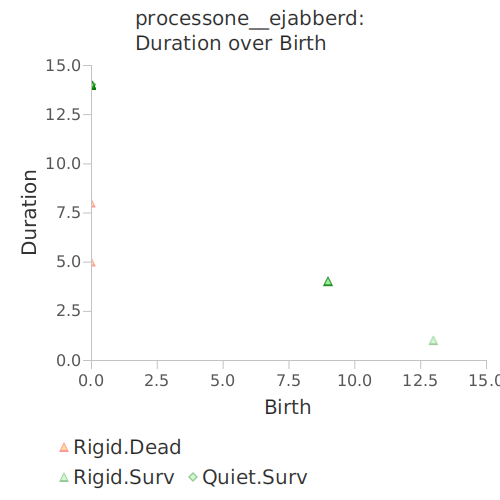 processone__ejabberd:
Duration over Birth
15.0
12.5
10.0
7.5
5.0
2.5
0.0
Duration
0.0 2.5 5.0 7.5 10.0 12.5 15.0
Birth
Rigid.Dead
Rigid.Surv Quiet.Surv